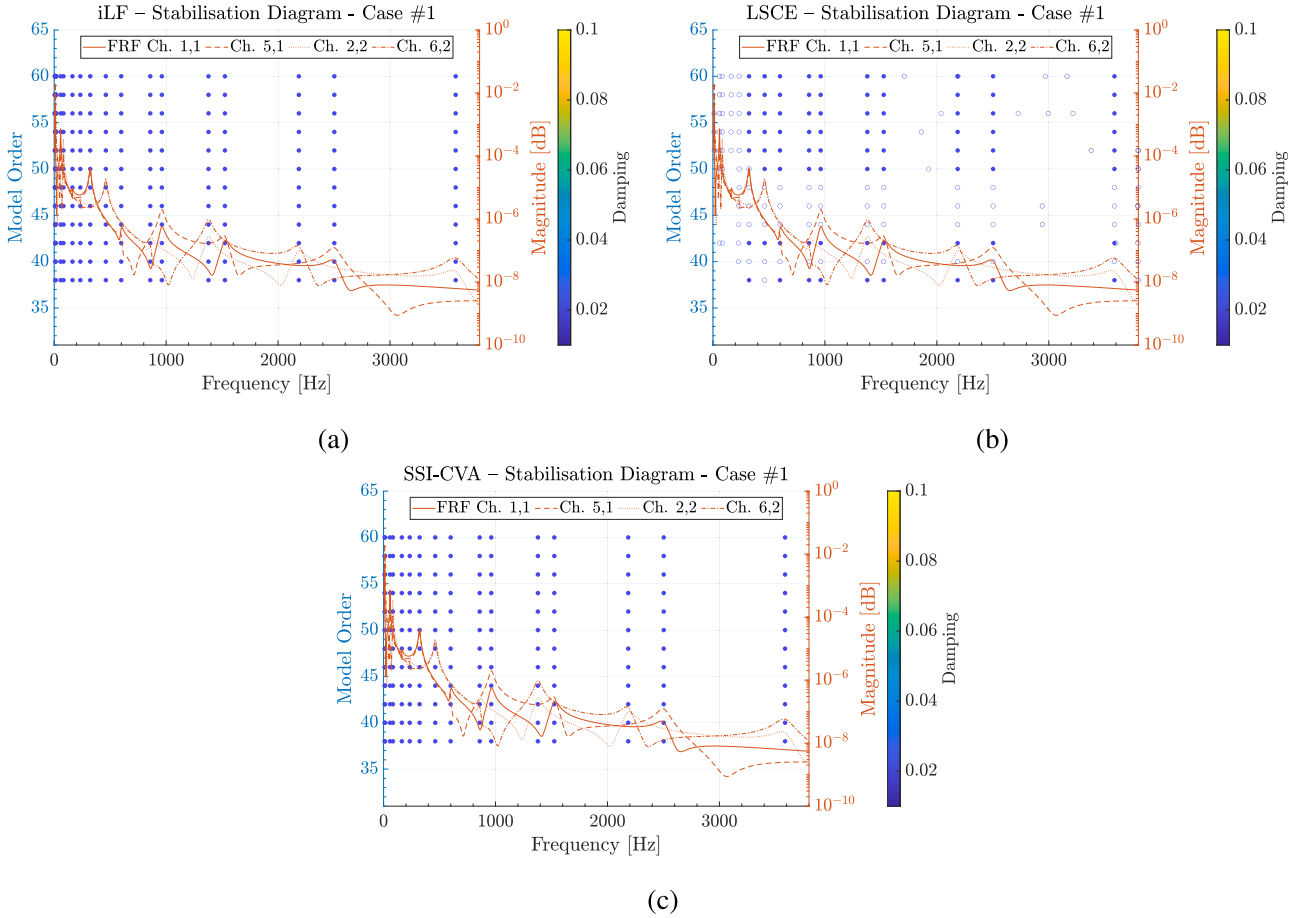 iLF – Stabilisation Diagram - Case #1
FRF Ch. 1,1 Ch. 5,1 Ch. 2,2 Ch. 6,2
65
60
55
50
45
40
35
Model Order
0 1000 2000 3000
Frequency [Hz]
10^0
10^-2
10^-4
10^-6
10^-8
10^-10
Magnitude [dB]
0.1
0.08
0.06
0.04
0.02
Damping
(a)
LSCE – Stabilisation Diagram - Case #1
FRF Ch. 1,1 Ch. 5,1 Ch. 2,2 Ch. 6,2
65
60
55
50
45
40
35
Model Order
0 1000 2000 3000
Frequency [Hz]
10^0
10^-2
10^-4
10^-6
10^-8
10^-10
Magnitude [dB]
0.1
0.08
0.06
0.04
0.02
Damping
(b)
SSI-CVA – Stabilisation Diagram - Case #1
FRF Ch. 1,1 Ch. 5,1 Ch. 2,2 Ch. 6,2
65
60
55
50
45
40
35
Model Order
0 1000 2000 3000
Frequency [Hz]
10^0
10^-2
10^-4
10^-6
10^-8
10^-10
Magnitude [dB]
0.1
0.08
0.06
0.04
0.02
Damping
(c)